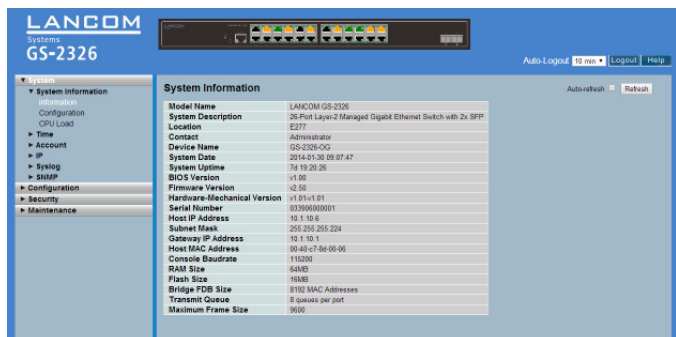 LANCOM
Systems
GS-2326
Auto-Logout 10 min Logout Help
System
System Information
Information
Configuration
CPU Load
Time
Account
IP
Syslog
SNMP
Configuration
Security
Maintenance
System Information
Auto-refresh Refresh
Model Name LANCOM GS-2326
System Description 26-Port Layer-2 Managed Gigabit Ethernet Switch with 2x SFP
Location E277
Contact Administrator
Device Name GS-2326-OG
System Date 2014-01-30 09:07:47
System Uptime 7d 19:20:26
BIOS Version v1.00
Firmware Version v2.50
Hardware-Mechanical Version v1.01-v1.01
Serial Number 033906000001
Host IP Address 10.1.10.6
Subnet Mask 255.255.255.224
Gateway IP Address 10.1.10.1
Host MAC Address 00-40-c7-8d-00-06
Console Baudrate 115200
RAM Size 64MB
Flash Size 16MB
Bridge FDB Size 8192 MAC Addresses
Transmit Queue 8 queues per port
Maximum Frame Size 9600